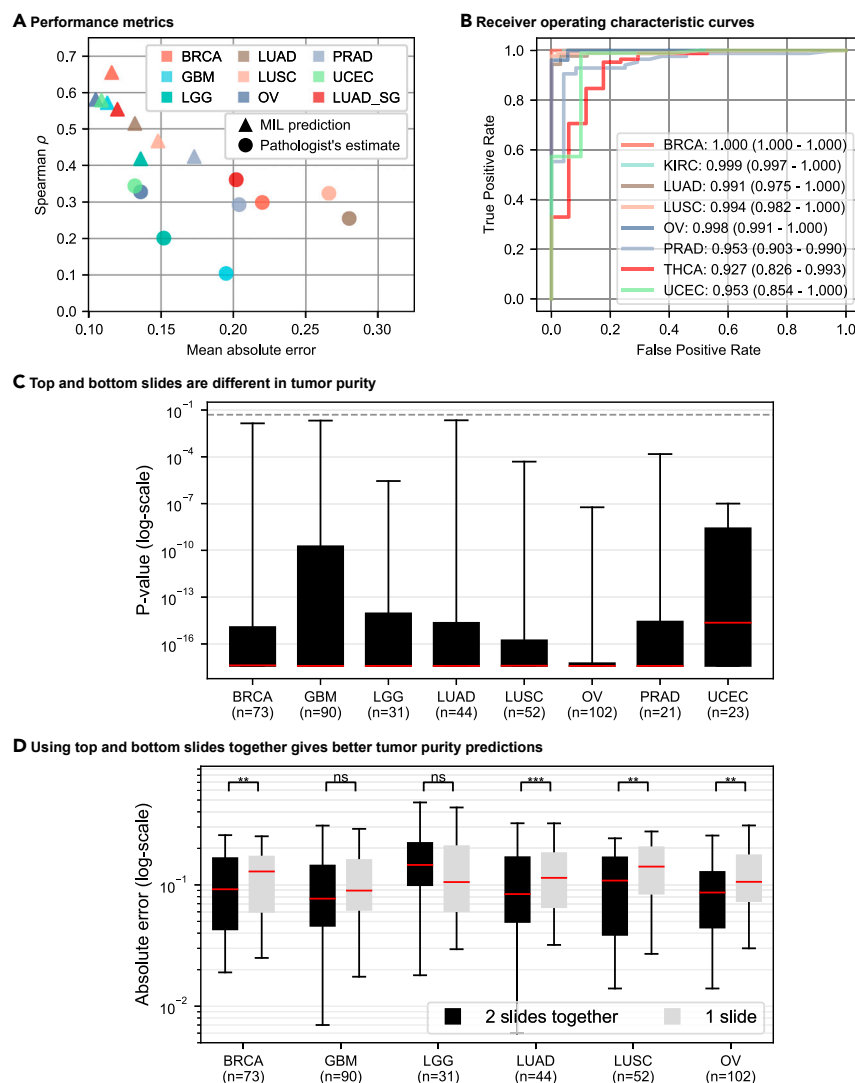 A Performance metrics
0.7
0.6
0.5
0.4
0.3
0.2
0.1
0.0
Spearman ρ
BRCA
GBM
LGG
LUAD
LUSC
OV
PRAD
UCEC
LUAD_SG
MIL prediction
Pathologist's estimate
0.10 0.15 0.20 0.25 0.30
Mean absolute error
B Receiver operating characteristic curves
1.0
0.8
0.6
0.4
0.2
0.0
True Positive Rate
BRCA: 1.000 (1.000 - 1.000)
KIRC: 0.999 (0.997 - 1.000)
LUAD: 0.991 (0.975 - 1.000)
LUSC: 0.994 (0.982 - 1.000)
OV: 0.998 (0.991 - 1.000)
PRAD: 0.953 (0.903 - 0.990)
THCA: 0.927 (0.826 - 0.993)
UCEC: 0.953 (0.854 - 1.000)
0.0 0.2 0.4 0.6 0.8 1.0
False Positive Rate
C Top and bottom slides are different in tumor purity
10⁻¹
10⁻⁴
10⁻⁷
10⁻¹⁰
10⁻¹³
10⁻¹⁶
P-value (log-scale)
BRCA GBM LGG LUAD LUSC OV PRAD UCEC
(n=73) (n=90) (n=31) (n=44) (n=52) (n=102) (n=21) (n=23)
D Using top and bottom slides together gives better tumor purity predictions
** ns ns *** ** **
10⁻¹
10⁻²
Absolute error (log-scale)
2 slides together 1 slide
BRCA GBM LGG LUAD LUSC OV
(n=73) (n=90) (n=31) (n=44) (n=52) (n=102)